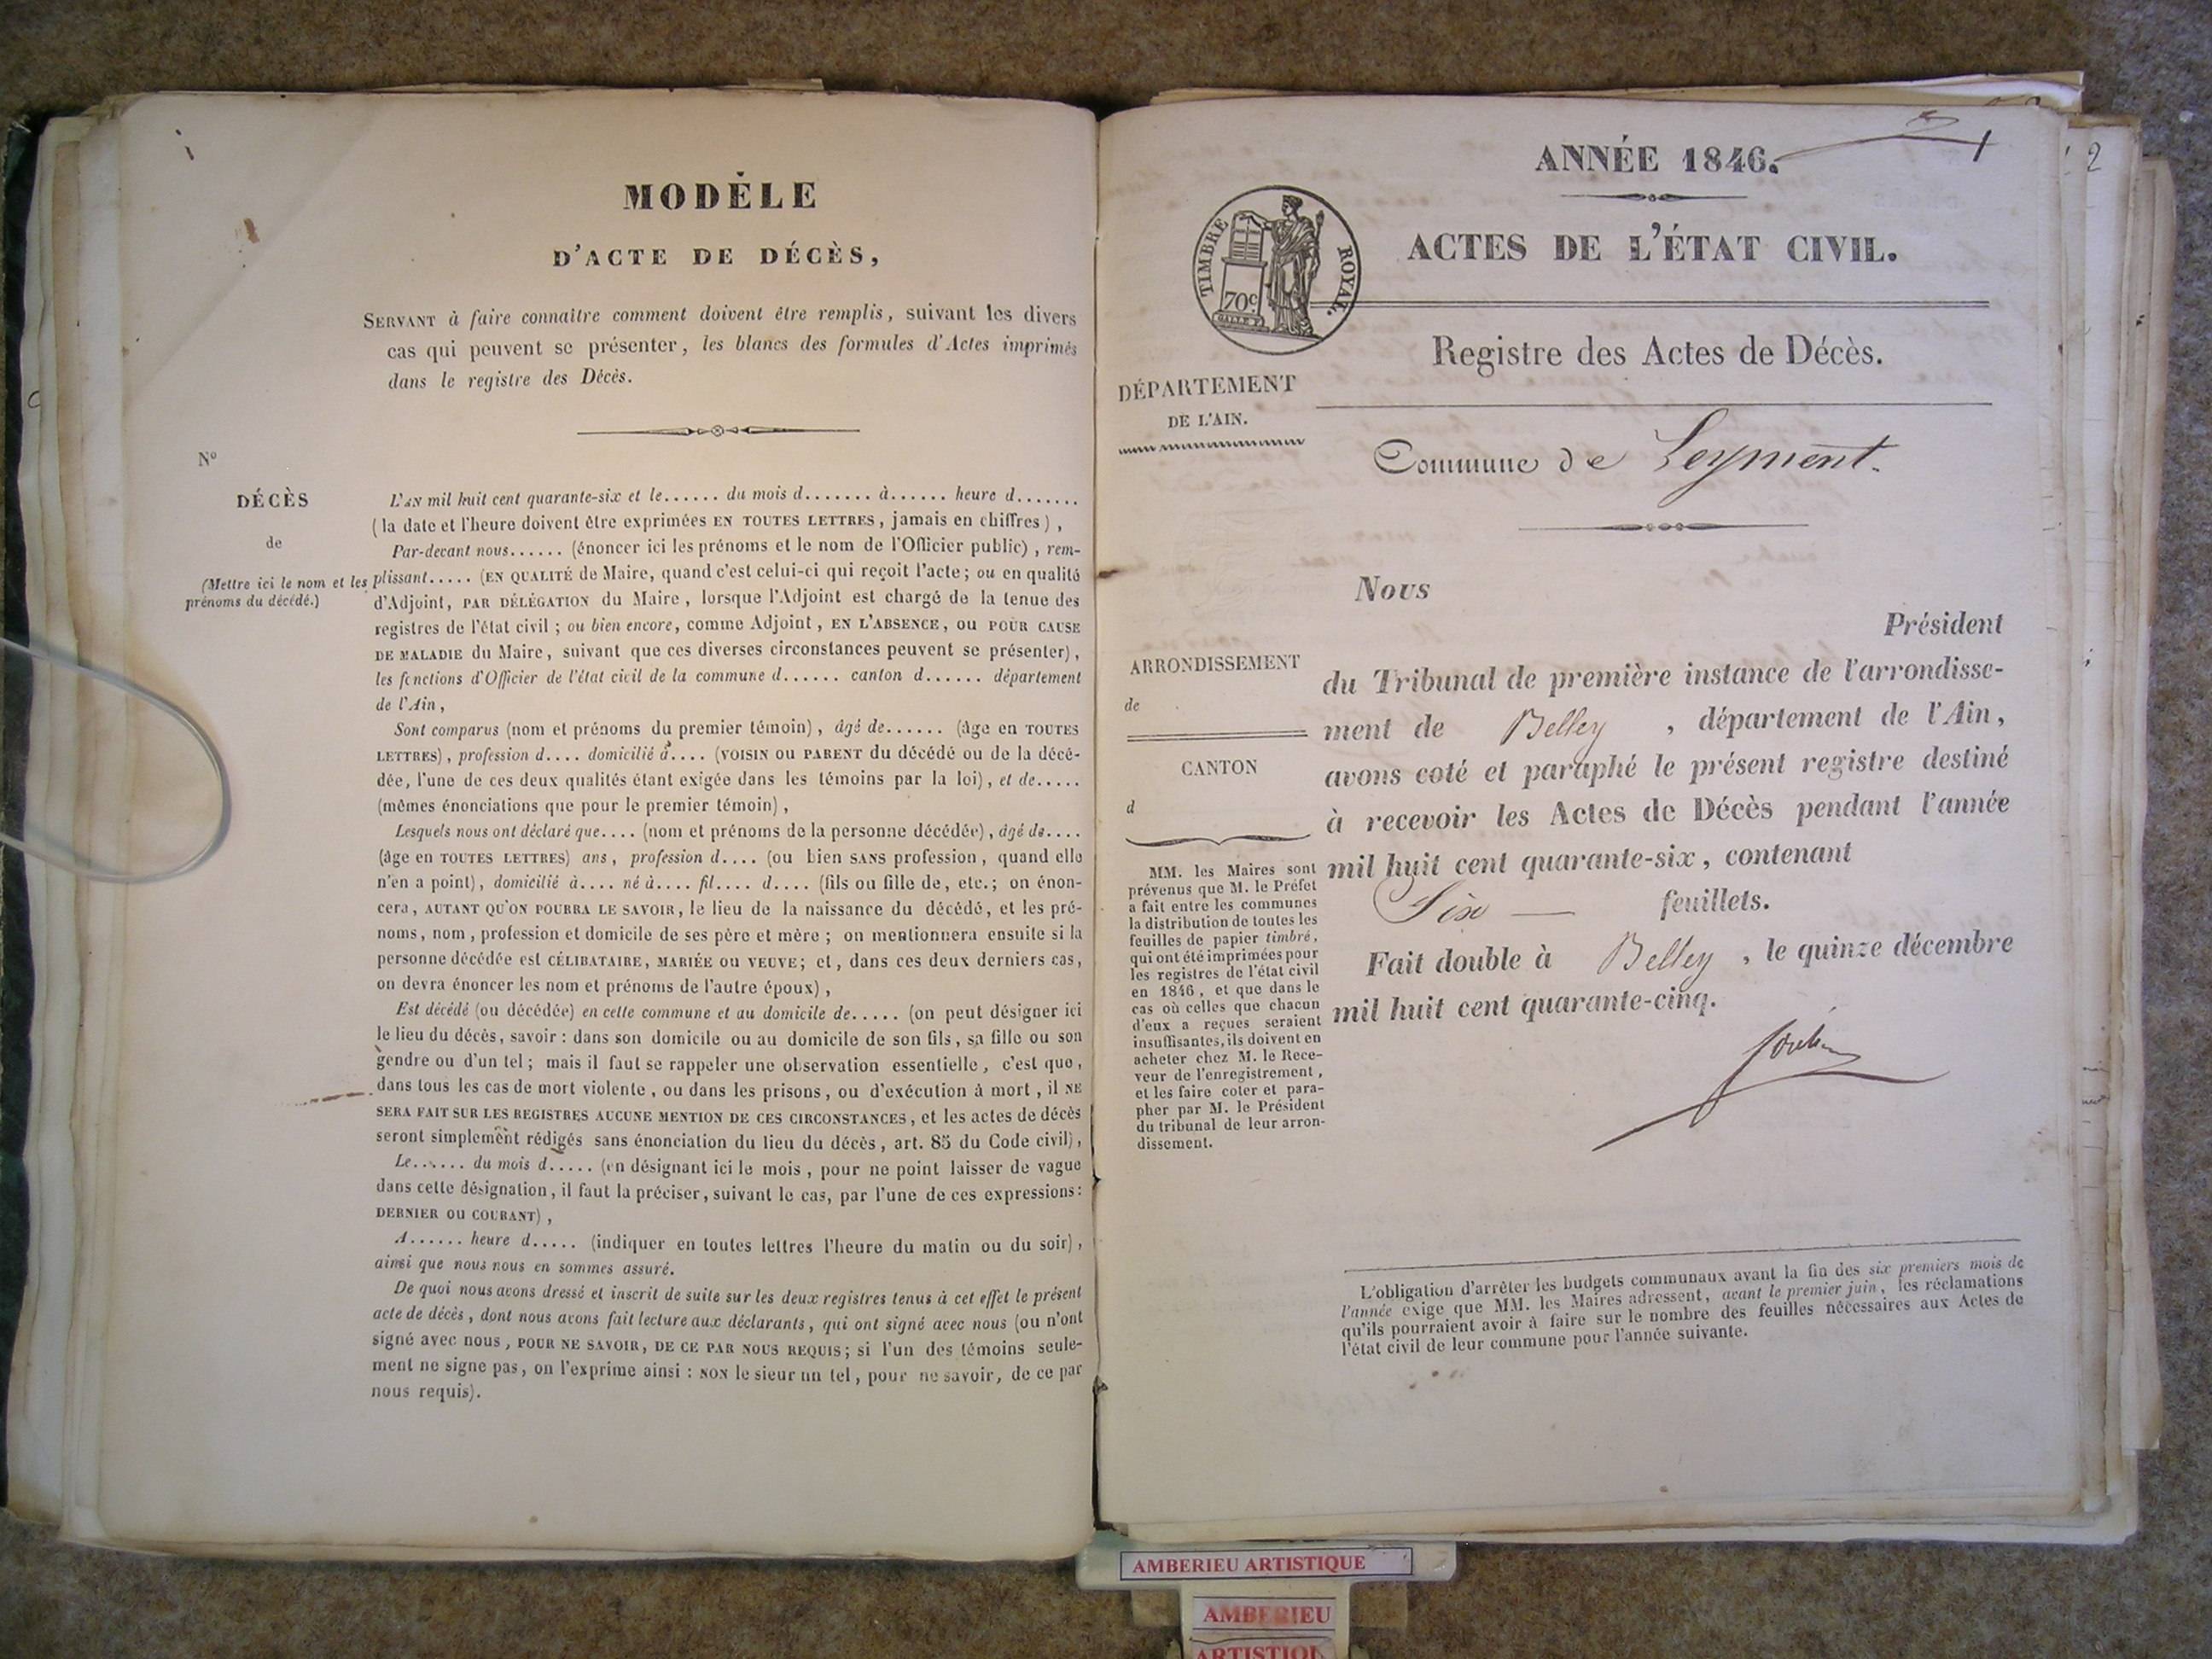 MODÈLE
D'ACTE DE DÉCÈS,
SERVANT à faire connaître comment doivent être remplis, suivant les divers
cas qui peuvent se présenter, les blancs des formules d'Actes imprimés
dans le registre des Décès.
Nº
DÉCÈS
de
(Mettre ici le nom et les
prénoms du décédé.)
L'AN mil huit cent quarante-six et le...... du mois d....... à...... heure d.......
(la date et l'heure doivent être exprimées EN TOUTES LETTRES, jamais en chiffres),
Par-devant nous...... (énoncer ici les prénoms et le nom de l'Officier public), rem-
plissant..... (EN QUALITÉ de Maire, quand c'est celui-ci qui reçoit l'acte; ou en qualité
d'Adjoint, PAR DÉLÉGATION du Maire, lorsque l'Adjoint est chargé de la tenue des
registres de l'état civil; ou bien encore, comme Adjoint, EN L'ABSENCE, OU POUR CAUSE
DE MALADIE du Maire, suivant que ces diverses circonstances peuvent se présenter),
les fonctions d'Officier de l'état civil de la commune d...... canton d...... département
de l'Ain,
Sont comparus (nom et prénoms du premier témoin), âgé de...... (âge en TOUTES
LETTRES), profession d.... domicilié à.... (VOISIN OU PARENT du décédé ou de la décé-
dée, l'une de ces deux qualités étant exigée dans les témoins par la loi), et de.....
(mêmes énonciations que pour le premier témoin),
Lesquels nous ont déclaré que.... (nom et prénoms de la personne décédée), âgé de....
(âge en TOUTES LETTRES) ans, profession d.... (ou bien SANS profession, quand elle
n'en a point), domicilié à.... né à.... fil.... d.... (fils ou fille de, etc.; on énon-
cera, AUTANT QU'ON POURRA LE SAVOIR, le lieu de la naissance du décédé, et les pré-
noms, nom, profession et domicile de ses père et mère; on mentionnera ensuite si la
personne décédée est CÉLIBATAIRE, MARIÉE OU VEUVE; et, dans ces deux derniers cas,
on devra énoncer les nom et prénoms de l'autre époux),
Est décédé (ou décédée) en cette commune et au domicile de..... (on peut désigner ici
le lieu du décès, savoir: dans son domicile ou au domicile de son fils, sa fille ou son
gendre ou d'un tel; mais il faut se rappeler une observation essentielle, c'est que,
dans tous les cas de mort violente, ou dans les prisons, ou d'exécution à mort, il NE
SERA FAIT SUR LES REGISTRES AUCUNE MENTION DE CES CIRCONSTANCES, et les actes de décès
seront simplement rédigés sans énonciation du lieu du décès, art. 85 du Code civil),
Le...... du mois d..... (en désignant ici le mois, pour ne point laisser de vague
dans cette désignation, il faut la préciser, suivant le cas, par l'une de ces expressions:
DERNIER OU COURANT),
A...... heure d..... (indiquer en toutes lettres l'heure du matin ou du soir),
ainsi que nous nous en sommes assuré.
De quoi nous avons dressé et inscrit de suite sur les deux registres tenus à cet effet le présent
acte de décès, dont nous avons fait lecture aux déclarants, qui ont signé avec nous (ou n'ont
signé avec nous, POUR NE SAVOIR, DE CE PAR NOUS REQUIS; si l'un des témoins seule-
ment ne signe pas, on l'exprime ainsi: NON le sieur un tel, pour ne savoir, de ce par
nous requis).
1
2
ANNÉE 1846.
TIMBRE ROYAL.
70c
ACTES DE L'ÉTAT CIVIL.
Registre des Actes de Décès.
DÉPARTEMENT
DE L'AIN.
Commune de Leyment.
Nous
Président
ARRONDISSEMENT
de
CANTON
d
du Tribunal de première instance de l'arrondisse-
ment de Belley, département de l'Ain,
avons coté et paraphé le présent registre destiné
à recevoir les Actes de Décès pendant l'année
mil huit cent quarante-six, contenant
Six — feuillets.
Fait double à Belley, le quinze décembre
mil huit cent quarante-cinq.
MM. les Maires sont
prévenus que M. le Préfet
a fait entre les communes
la distribution de toutes les
feuilles de papier timbré,
qui ont été imprimées pour
les registres de l'état civil
en 1846, et que dans le
cas où celles que chacun
d'eux a reçues seraient
insuffisantes, ils doivent en
acheter chez M. le Rece-
veur de l'enregistrement,
et les faire coter et para-
pher par M. le Président
du tribunal de leur arron-
dissement.
L'obligation d'arrêter les budgets communaux avant la fin des six premiers mois de
l'année exige que MM. les Maires adressent, avant le premier juin, les réclamations
qu'ils pourraient avoir à faire sur le nombre des feuilles nécessaires aux Actes de
l'état civil de leur commune pour l'année suivante.
AMBERIEU ARTISTIQUE
AMBERIEU